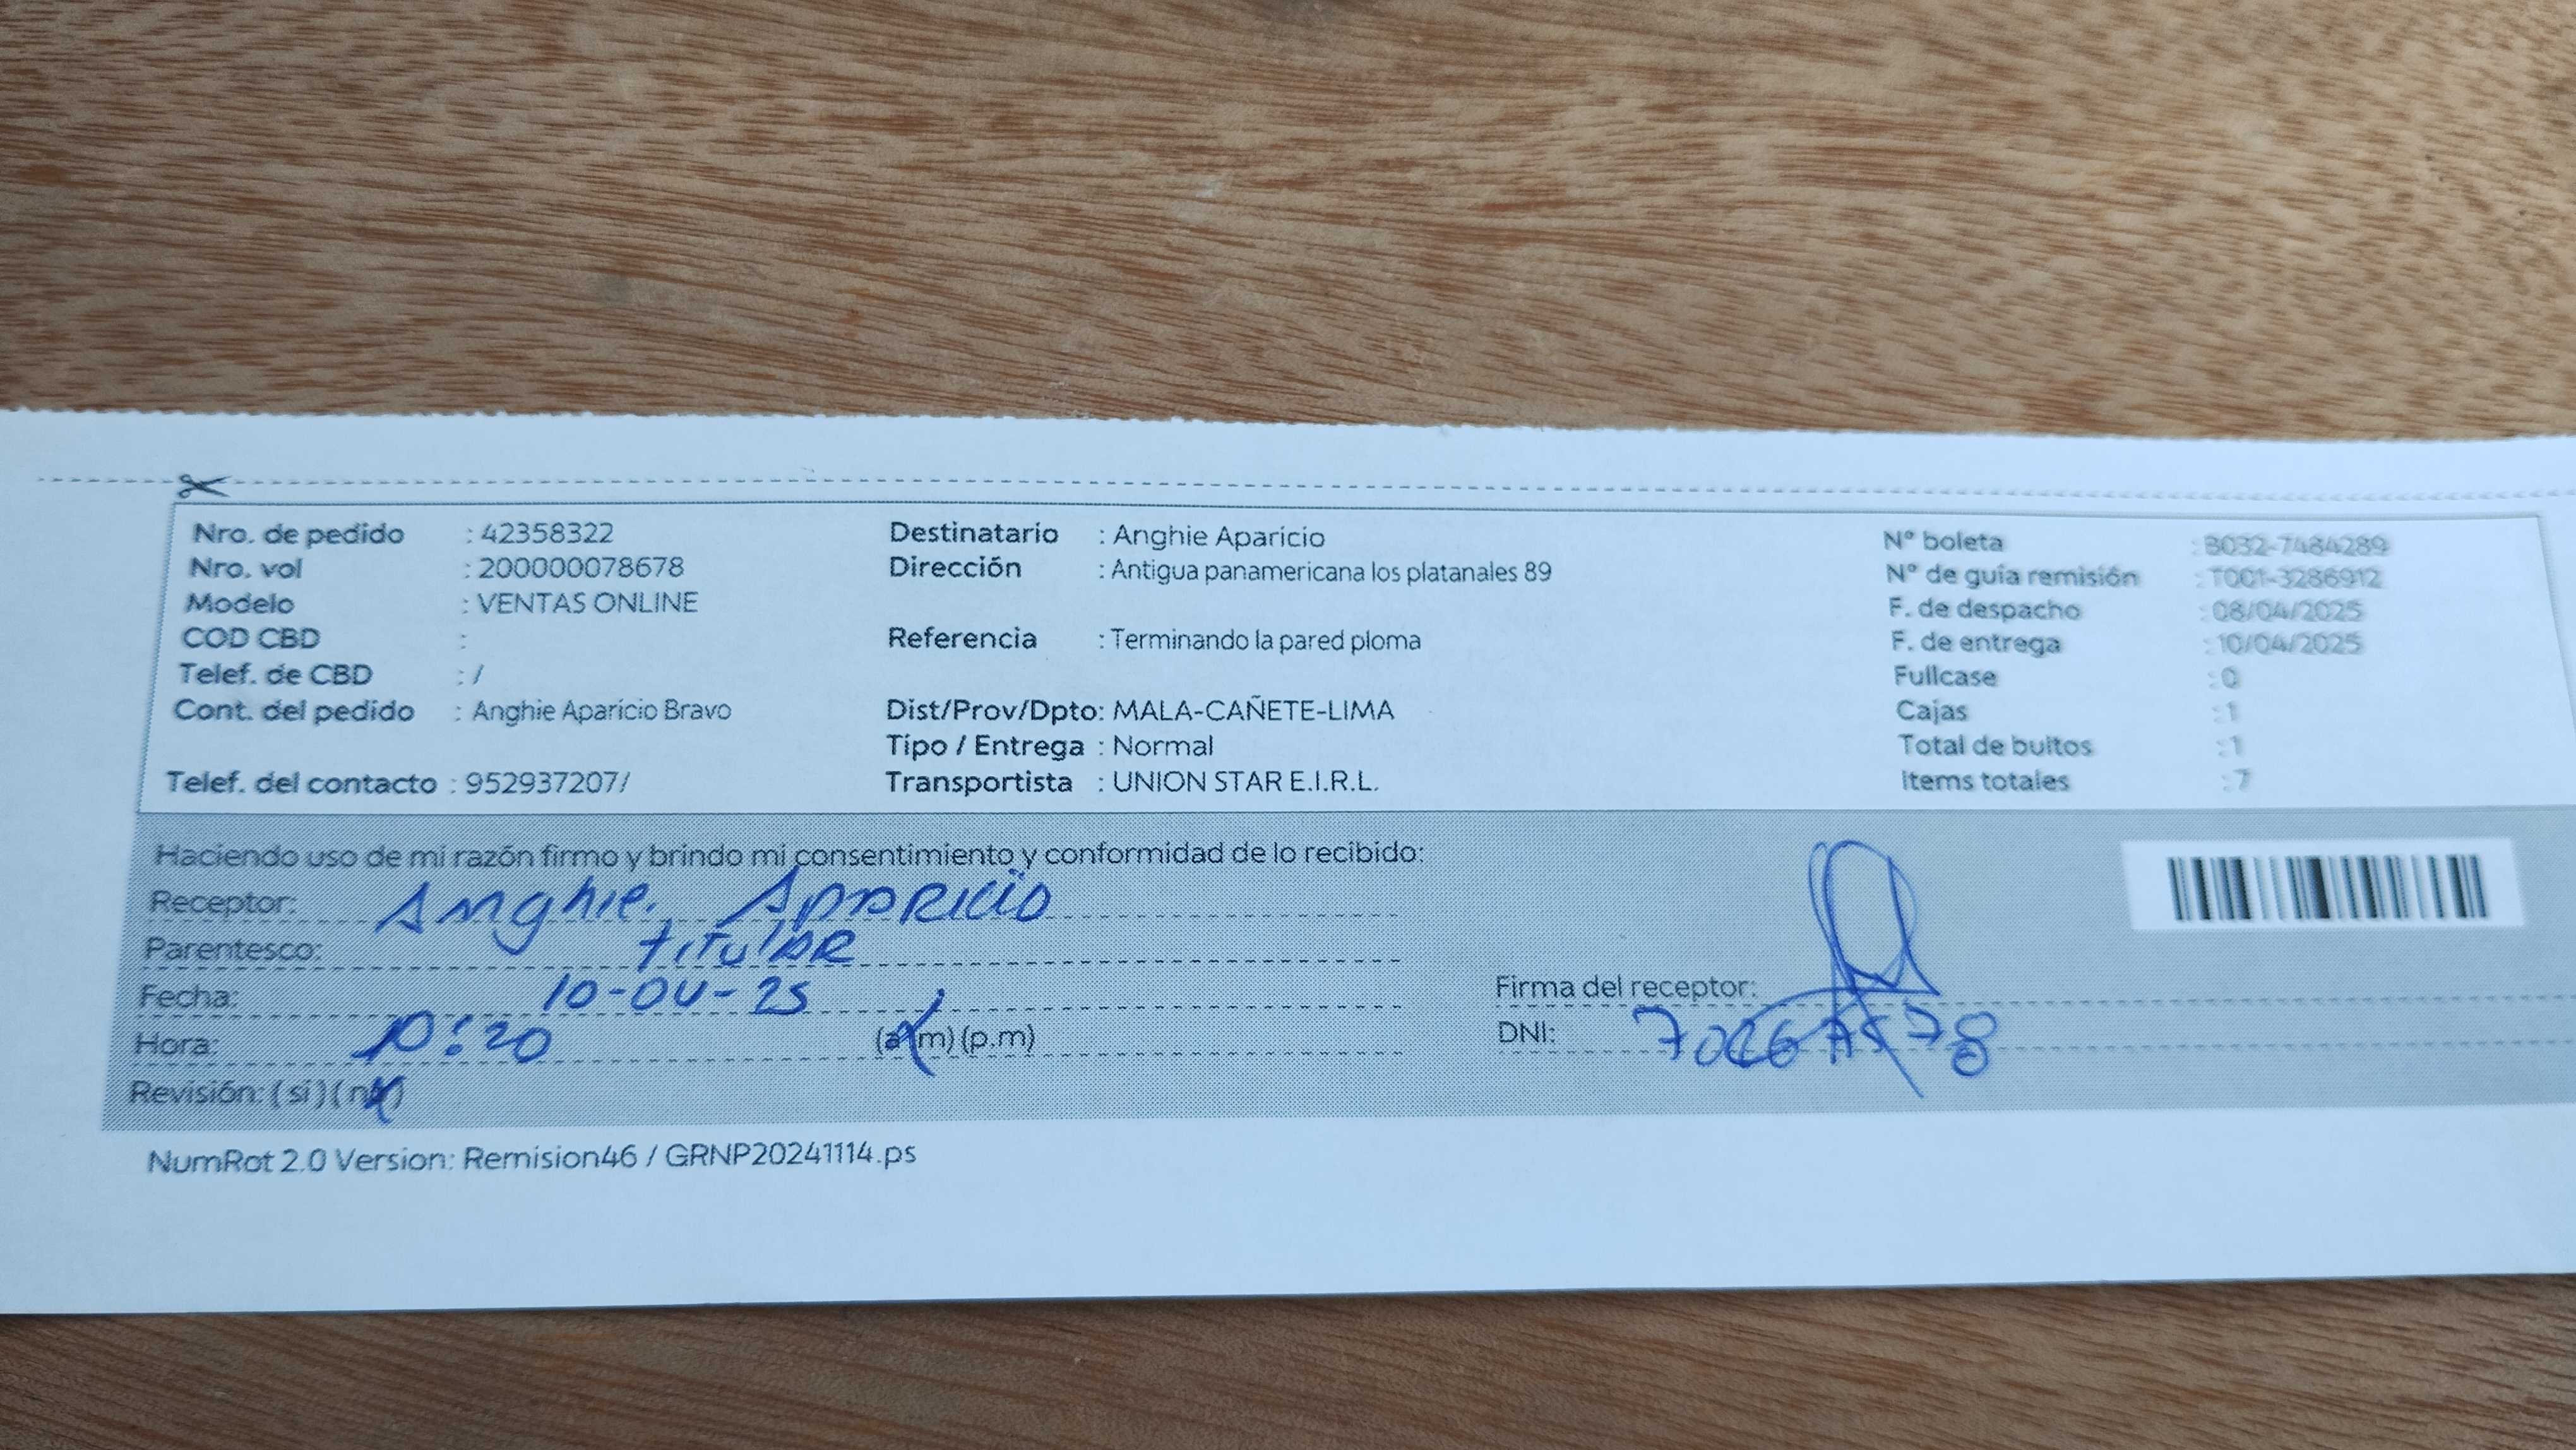 Nro. de pedido : 42358322
Nro. vol : 200000078678
Modelo : VENTAS ONLINE
COD CBD :
Telef. de CBD : /
Cont. del pedido : Anghie Aparicio Bravo
Telef. del contacto : 952937207/
Destinatario : Anghie Aparicio
Dirección : Antigua panamericana los platanales 89
Referencia : Terminando la pared ploma
Dist/Prov/Dpto: MALA-CAÑETE-LIMA
Tipo / Entrega : Normal
Transportista : UNION STAR E.I.R.L.
Nº boleta : B032-7484289
Nº de guía remisión : T001-3286912
F. de despacho : 08/04/2025
F. de entrega : 10/04/2025
Fullcase : 0
Cajas : 1
Total de bultos : 1
Items totales : 7
Haciendo uso de mi razón firmo y brindo mi consentimiento y conformidad de lo recibido:
Receptor: Anghie. Aparicio
Parentesco: titular
Fecha: 10-04-25
Hora: 10:20 (a.m) (p.m)
Revisión: ( si ) ( no )
Firma del receptor:
DNI:
NumRot 2.0 Version: Remision46 / GRNP20241114.ps